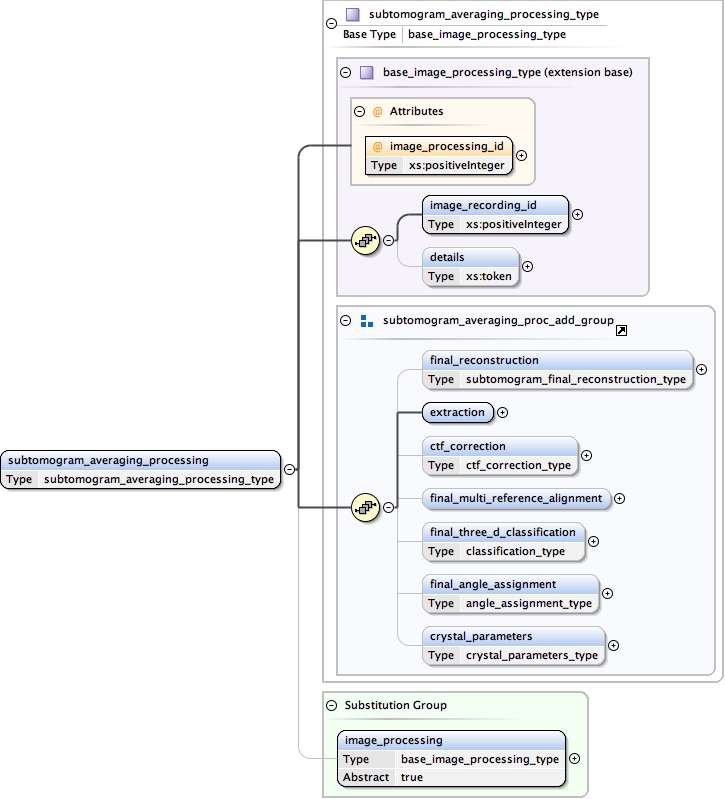 subtomogram_averaging_processing_type
Base Type base_image_processing_type
base_image_processing_type (extension base)
@ Attributes
@ image_processing_id
Type xs:positiveInteger
image_recording_id
Type xs:positiveInteger
details
Type xs:token
subtomogram_averaging_proc_add_group
final_reconstruction
Type subtomogram_final_reconstruction_type
extraction
ctf_correction
Type ctf_correction_type
subtomogram_averaging_processing
Type subtomogram_averaging_processing_type
final_multi_reference_alignment
final_three_d_classification
Type classification_type
final_angle_assignment
Type angle_assignment_type
crystal_parameters
Type crystal_parameters_type
Substitution Group
image_processing
Type base_image_processing_type
Abstract true